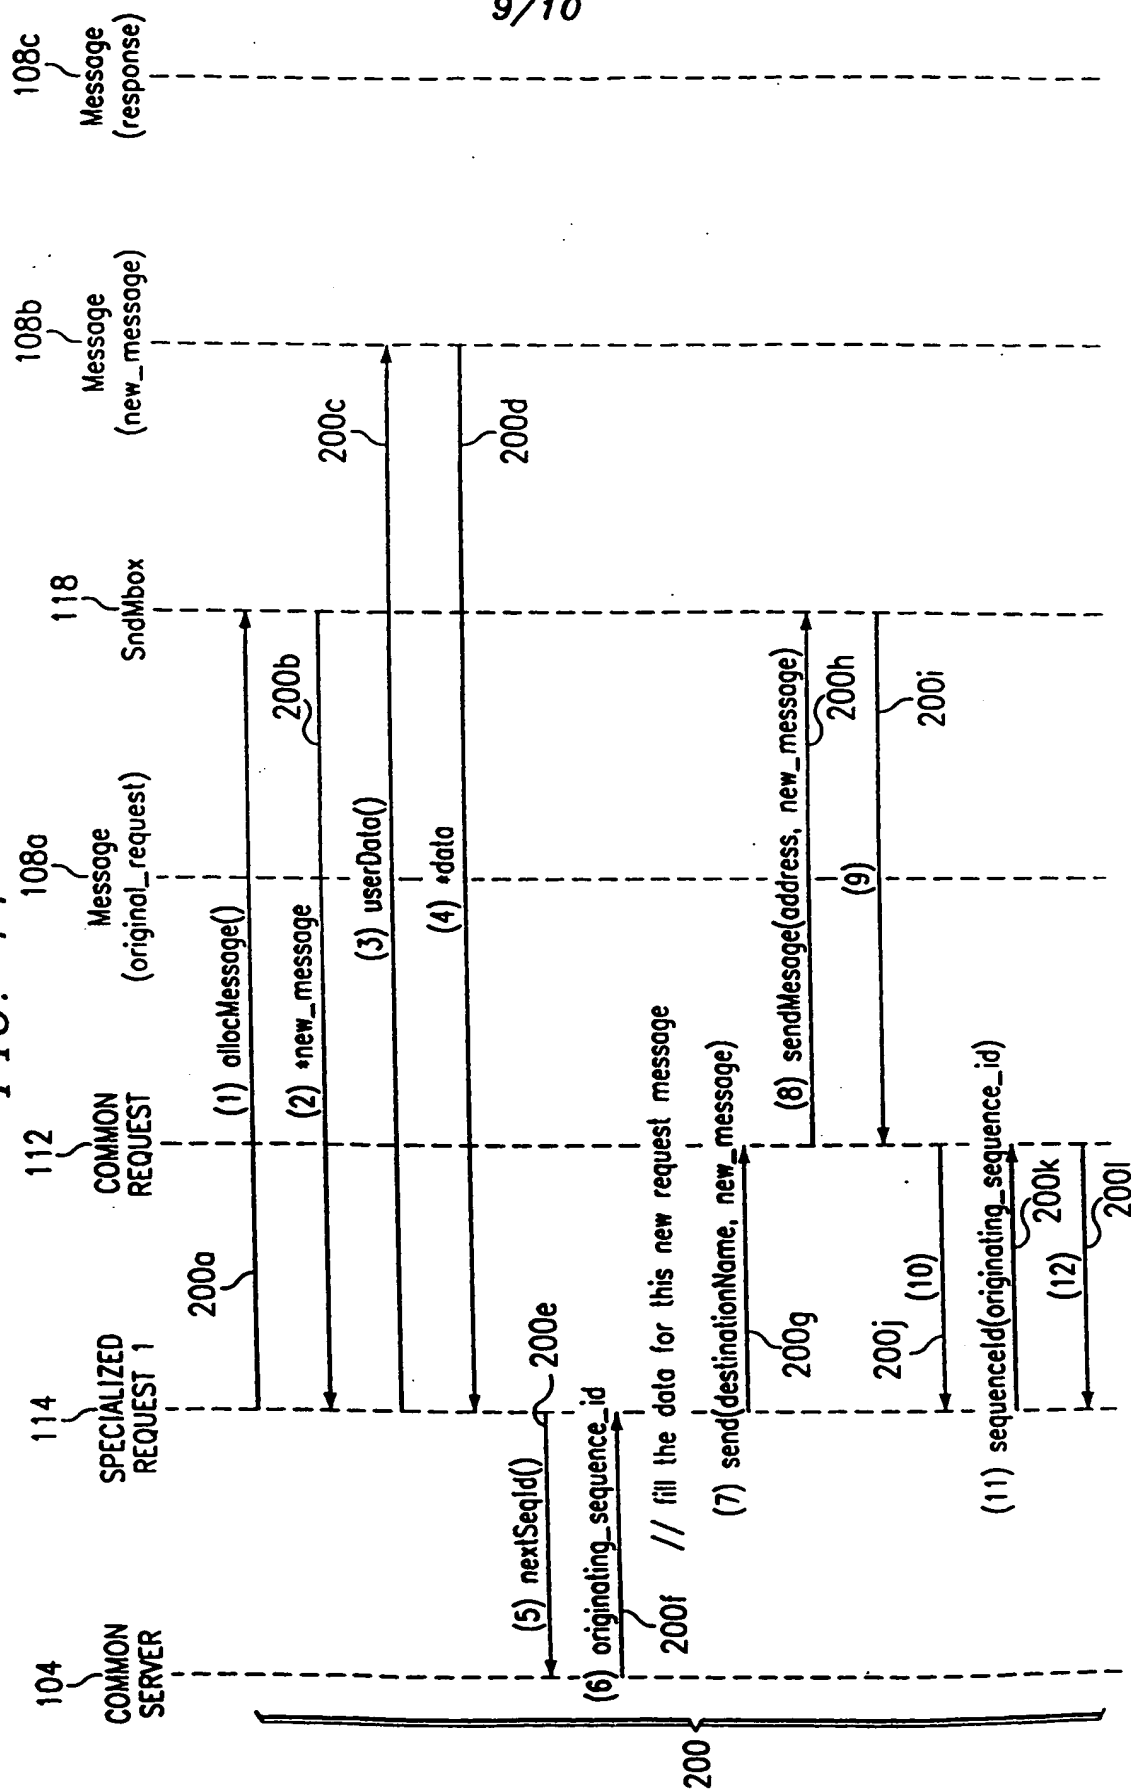 9/10
FIG. 11
104
COMMON
SERVER
114
SPECIALIZED
REQUEST 1
112
COMMON
REQUEST
108a
Message
(original_request)
118
SndMbox
108b
Message
(new_message)
108c
Message
(response)
200a
(1) allocMessage()
(2) *new_message
200b
(3) userData()
200c
(4) *data
200d
(5) nextSeqId()
200e
(6) originating_sequence_id
200f
// fill the data for this new request message
(7) send(destinationName, new_message)
200g
(8) sendMesage(address, new_message)
200h
(9)
200i
(10)
200j
(11) sequenceId(originating_sequence_id)
200k
(12)
200l
200